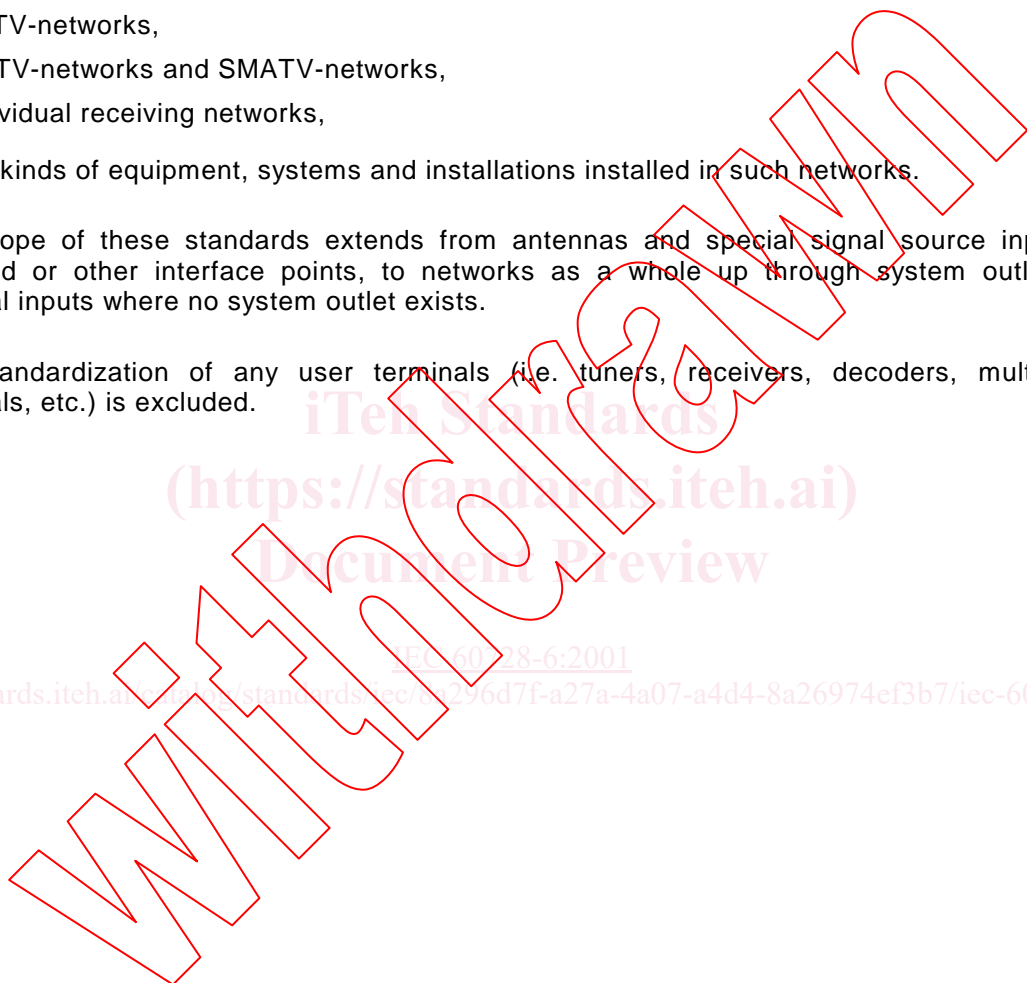 TV-networks,
TV-networks and SMATV-networks,
vidual receiving networks,
kinds of equipment, systems and installations installed in such networks.
ope of these standards extends from antennas and special signal source inp
d or other interface points, to networks as a whole up through system outl
al inputs where no system outlet exists.
andardization of any user terminals (i.e. tuners, receivers, decoders, mult
als, etc.) is excluded.
iTeh Standards
(https://standards.iteh.ai)
Document Preview
IEC 60728-6:2001
ards.iteh.ai/catalog/standards/iec/8a296d7f-a27a-4a07-a4d4-8a26974ef3b7/iec-60
withdrawn